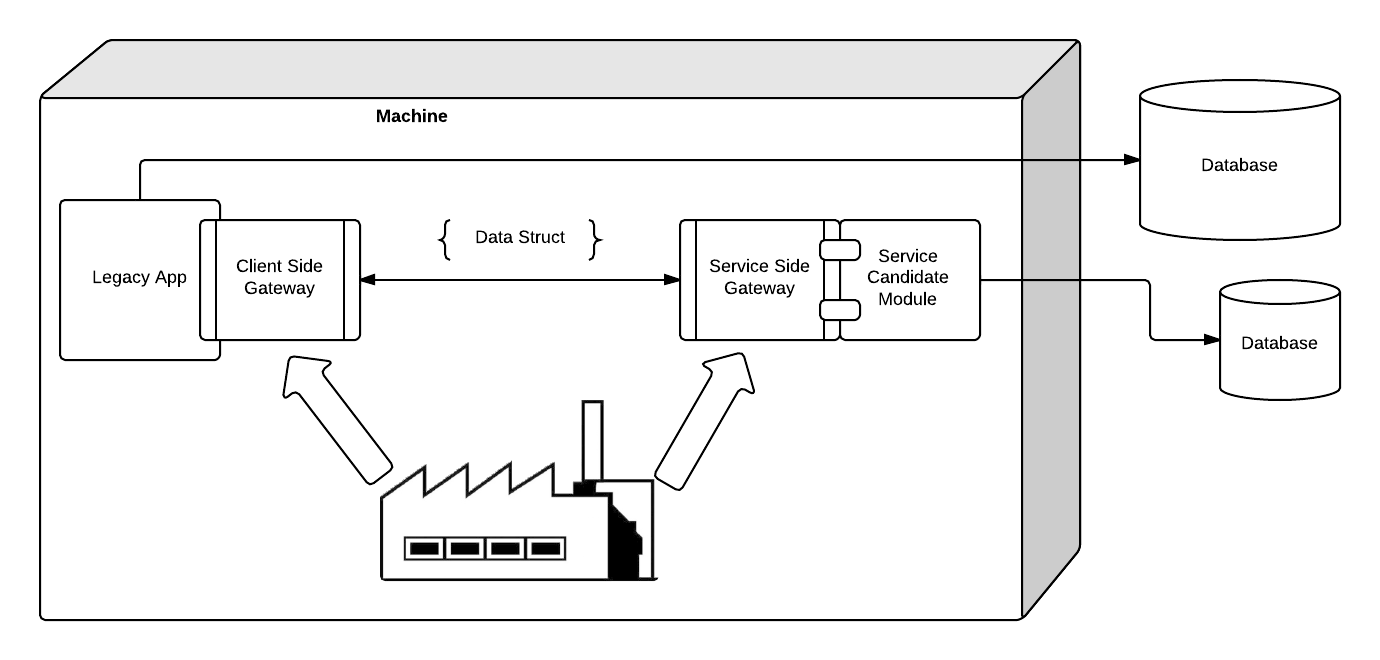 Machine
Database
Data Struct
Legacy App
Client Side
Gateway
Service Side
Gateway
Service
Candidate
Module
Database